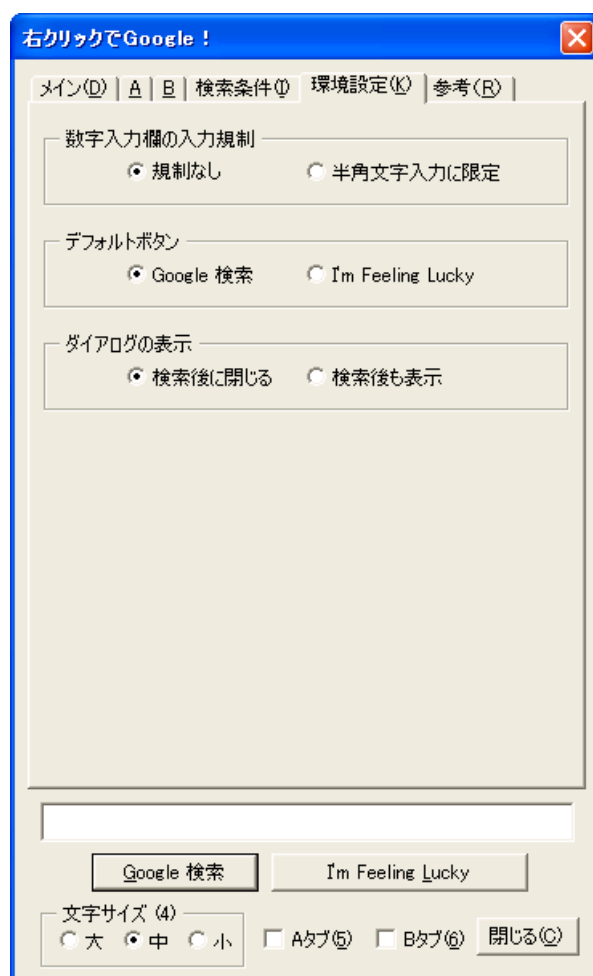 右クリックでGoogle！
メイン(D) A B 検索条件(I) 環境設定(K) 参考(R)
数字入力欄の入力規制
規制なし 半角文字入力に限定
デフォルトボタン
Google 検索 I'm Feeling Lucky
ダイアログの表示
検索後に閉じる 検索後も表示
Google 検索 I'm Feeling Lucky
文字サイズ (4)
大 中 小 Aタブ(5) Bタブ(6) 閉じる(C)